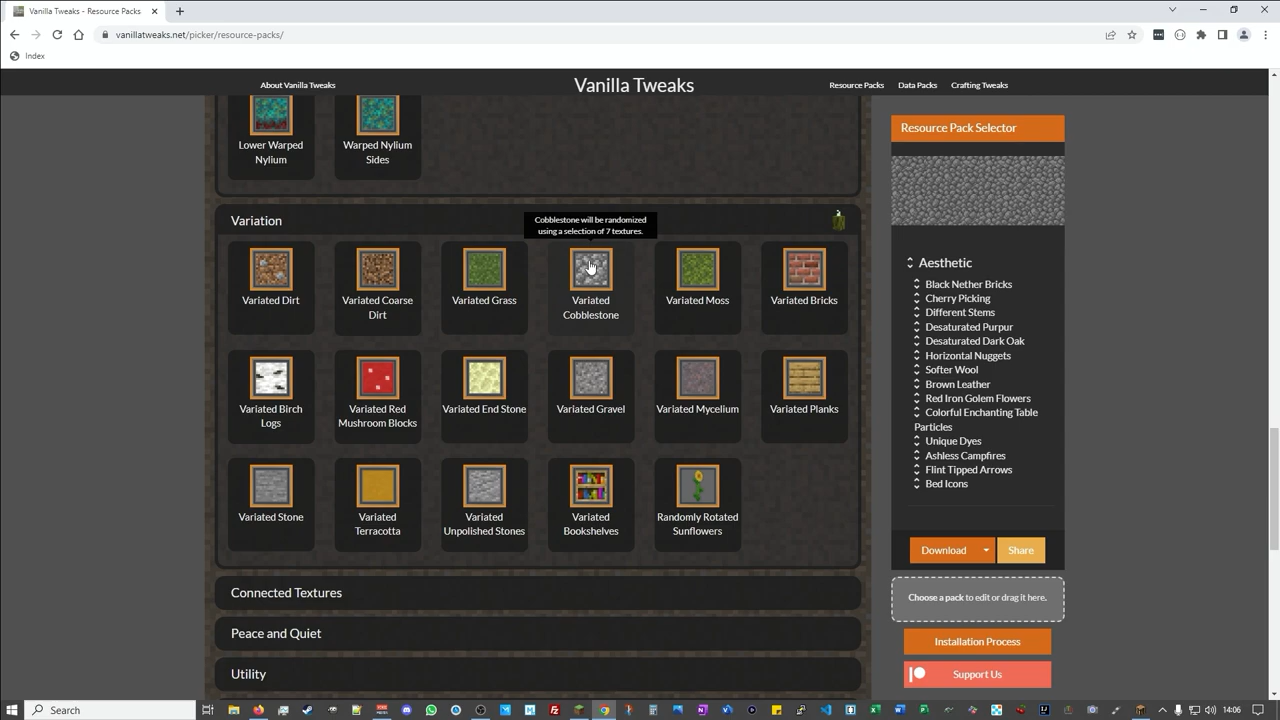 Vanilla Tweaks - Resource Packs
vanillatweaks.net/picker/resource-packs/
Index
About Vanilla Tweaks
Vanilla Tweaks
Resource Packs
Data Packs
Crafting Tweaks
Lower Warped
Nylium
Warped Nylium
Sides
Variation
Cobblestone will be randomized
using a selection of 7 textures.
Variated Dirt
Variated Coarse
Dirt
Variated Grass
Variated
Cobblestone
Variated Moss
Variated Bricks
Variated Birch
Logs
Variated Red
Mushroom Blocks
Variated End Stone
Variated Gravel
Variated Mycelium
Variated Planks
Variated Stone
Variated
Terracotta
Variated
Unpolished Stones
Variated
Bookshelves
Randomly Rotated
Sunflowers
Connected Textures
Peace and Quiet
Utility
Resource Pack Selector
Aesthetic
Black Nether Bricks
Cherry Picking
Different Stems
Desaturated Purpur
Desaturated Dark Oak
Horizontal Nuggets
Softer Wool
Brown Leather
Red Iron Golem Flowers
Colorful Enchanting Table
Particles
Unique Dyes
Ashless Campfires
Flint Tipped Arrows
Bed Icons
Download
Share
Choose a pack to edit or drag it here.
Installation Process
Support Us
Search
14:06